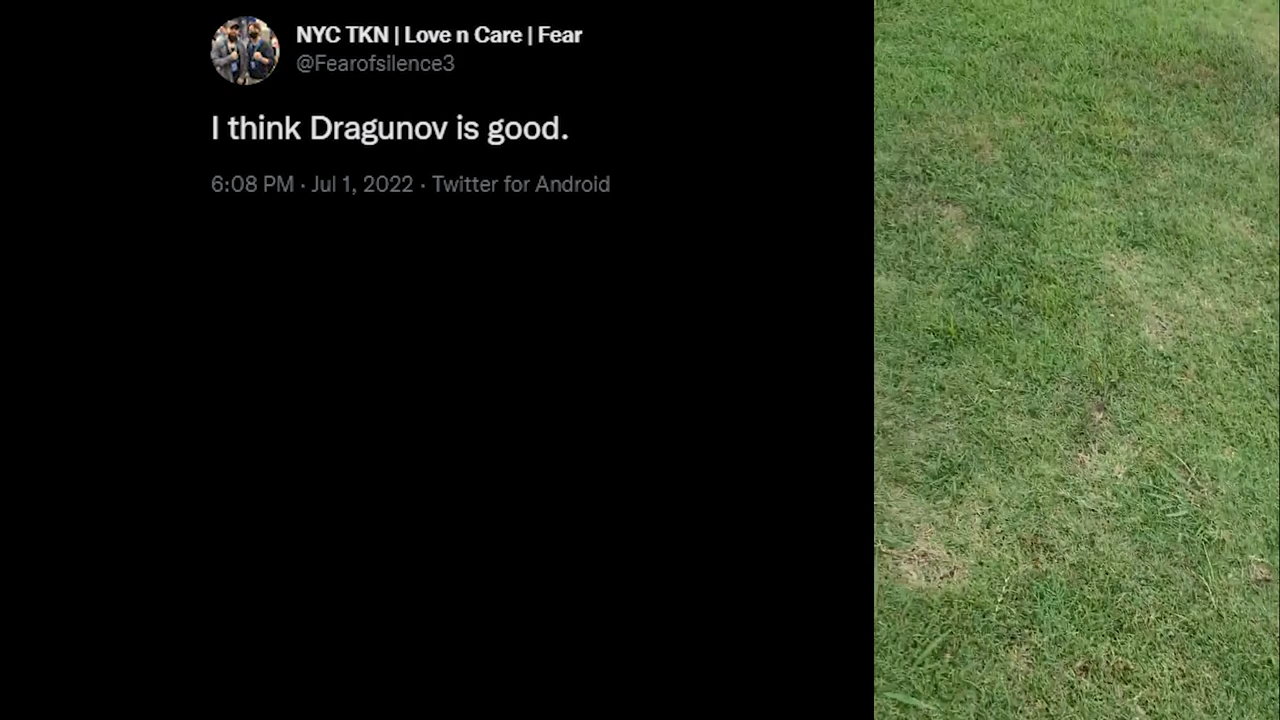 NYC TKN | Love n Care | Fear
@Fearofsilence3
I think Dragunov is good.
6:08 PM · Jul 1, 2022 · Twitter for Android